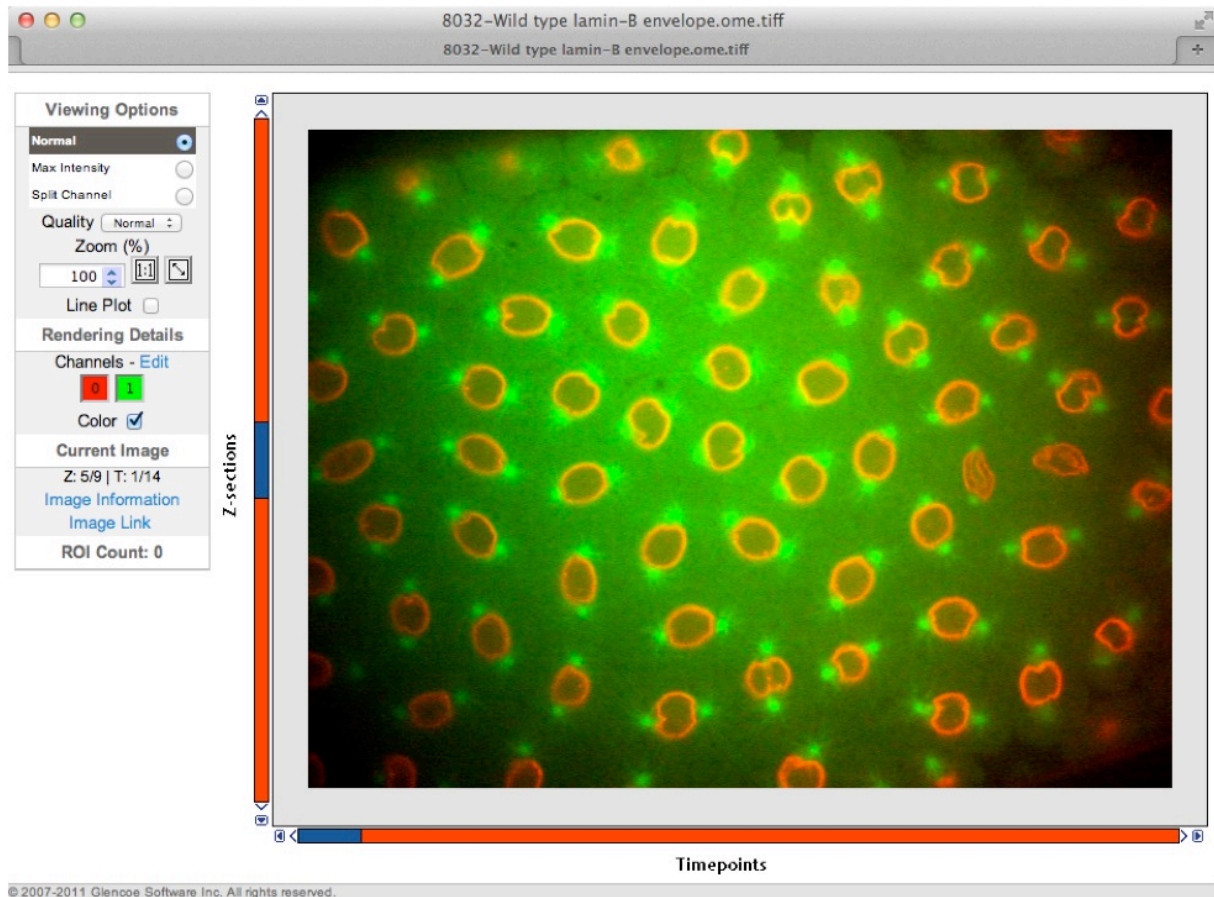 8032-Wild type lamin-B envelope.ome.tiff
8032-Wild type lamin-B envelope.ome.tiff
Viewing Options
Normal
Max Intensity
Split Channel
Quality Normal
Zoom (%)
100 1:1
Line Plot
Rendering Details
Channels - Edit
0 1
Color
Current Image
Z: 5/9 | T: 1/14
Image Information
Image Link
ROI Count: 0
Z-sections
Timepoints
© 2007-2011 Glencoe Software Inc. All rights reserved.